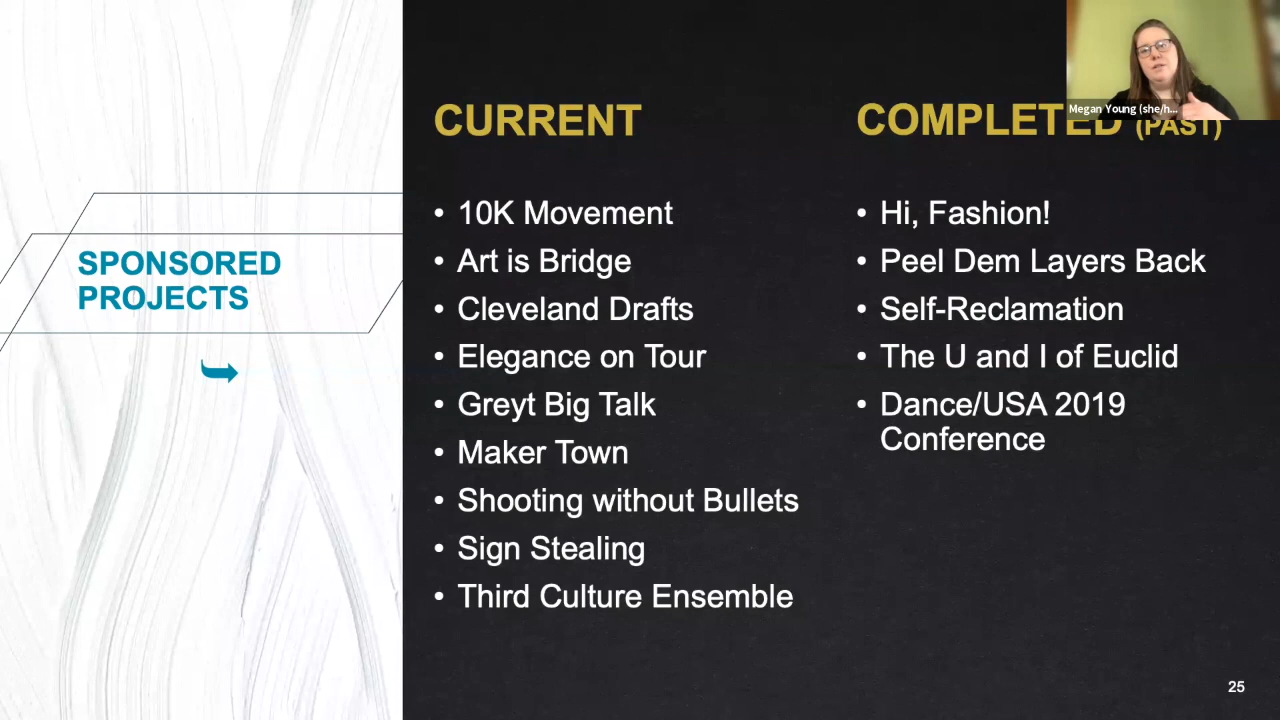 SPONSORED
PROJECTS
CURRENT
• 10K Movement
• Art is Bridge
• Cleveland Drafts
• Elegance on Tour
• Greyt Big Talk
• Maker Town
• Shooting without Bullets
• Sign Stealing
• Third Culture Ensemble
COMPLETED (PAST)
• Hi, Fashion!
• Peel Dem Layers Back
• Self-Reclamation
• The U and I of Euclid
• Dance/USA 2019
Conference
Megan Young (she/h...
25